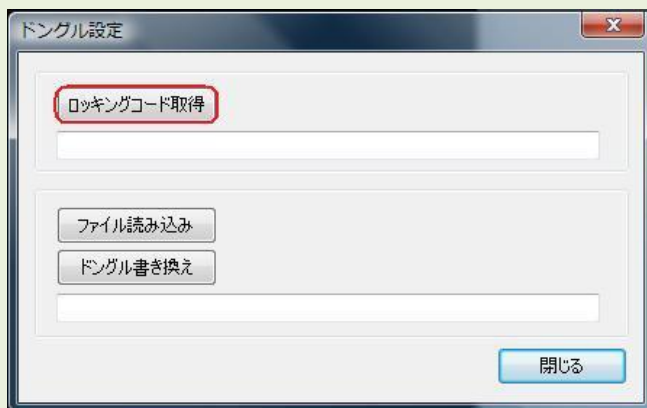 ドングル設定
ロッキングコード取得
ファイル読み込み
ドングル書き換え
閉じる